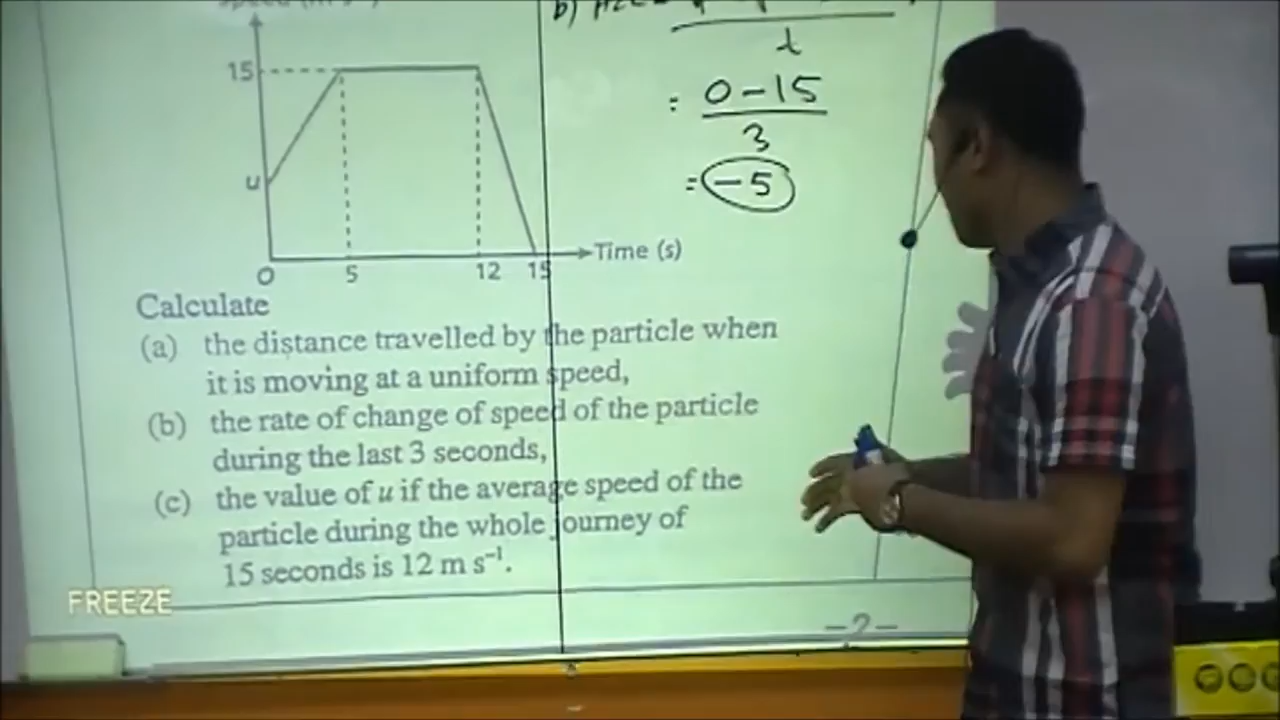 Speed (m s⁻¹)
15
u
O 5 12 15
Time (s)
b)
t
= 0 - 15
3
= -5
Calculate
(a) the distance travelled by the particle when
it is moving at a uniform speed,
(b) the rate of change of speed of the particle
during the last 3 seconds,
(c) the value of u if the average speed of the
particle during the whole journey of
15 seconds is 12 m s⁻¹.
FREEZE
-2-